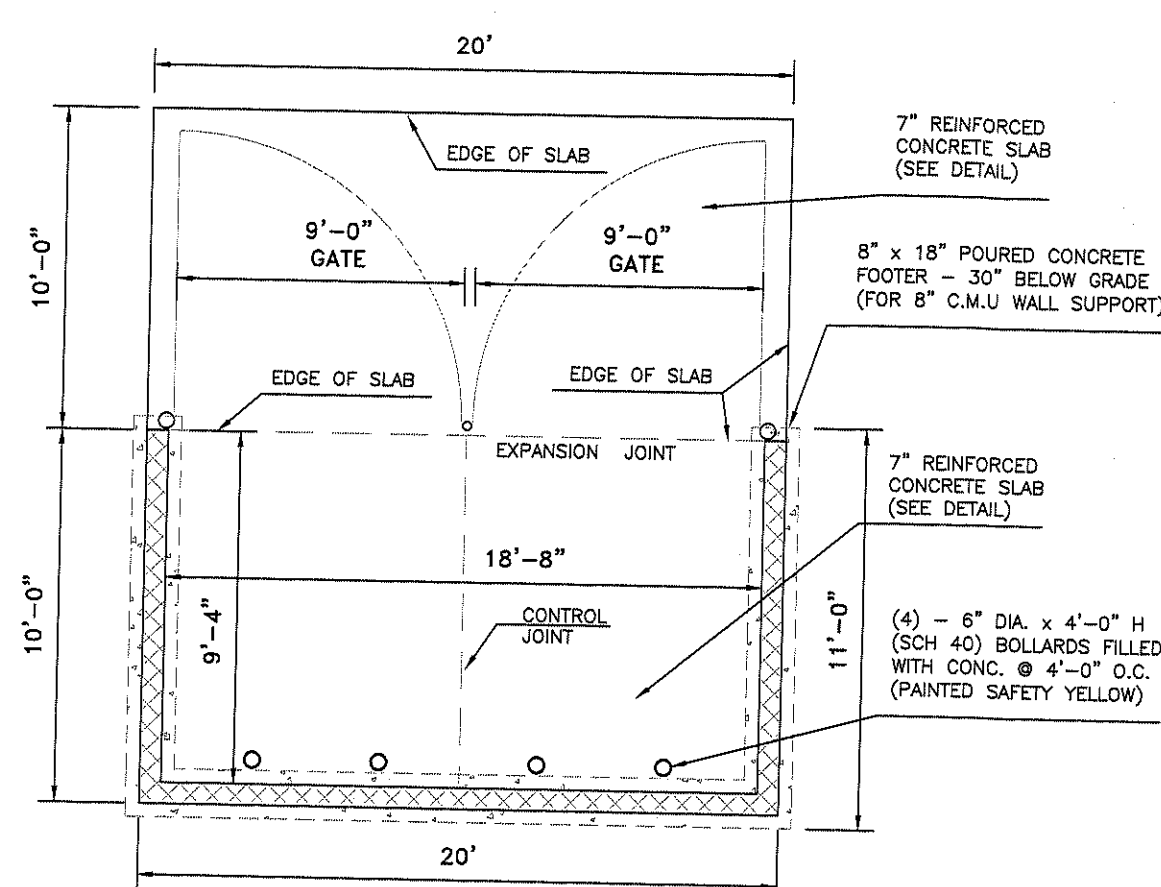 20'
7" REINFORCED
CONCRETE SLAB
(SEE DETAIL)
EDGE OF SLAB
9'-0"
GATE
9'-0"
GATE
10'-0"
8" x 18" POURED CONCRETE
FOOTER - 30" BELOW GRADE
(FOR 8" C.M.U WALL SUPPORT)
EDGE OF SLAB
EDGE OF SLAB
EXPANSION JOINT
7" REINFORCED
CONCRETE SLAB
(SEE DETAIL)
18'-8"
10'-0"
9'-4"
CONTROL
JOINT
11'-0"
(4) - 6" DIA. x 4'-0" H
(SCH 40) BOLLARDS FILLED
WITH CONC. @ 4'-0" O.C.
(PAINTED SAFETY YELLOW)
20'